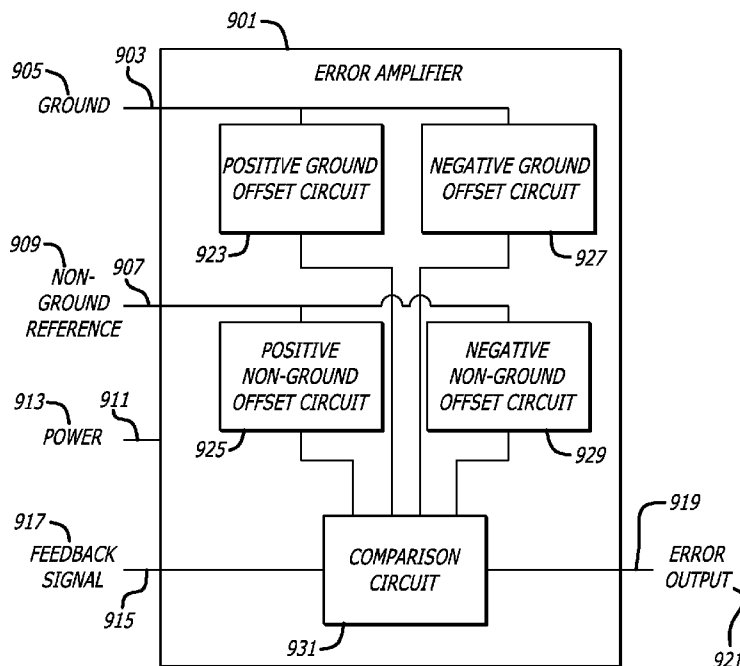 901
ERROR AMPLIFIER
903
905
GROUND
POSITIVE GROUND
OFFSET CIRCUIT
NEGATIVE GROUND
OFFSET CIRCUIT
923
927
909
NON-
GROUND
REFERENCE
907
POSITIVE
NON-GROUND
OFFSET CIRCUIT
NEGATIVE
NON-GROUND
OFFSET CIRCUIT
913
POWER
911
925
929
917
FEEDBACK
SIGNAL
915
COMPARISON
CIRCUIT
931
919
ERROR
OUTPUT
921